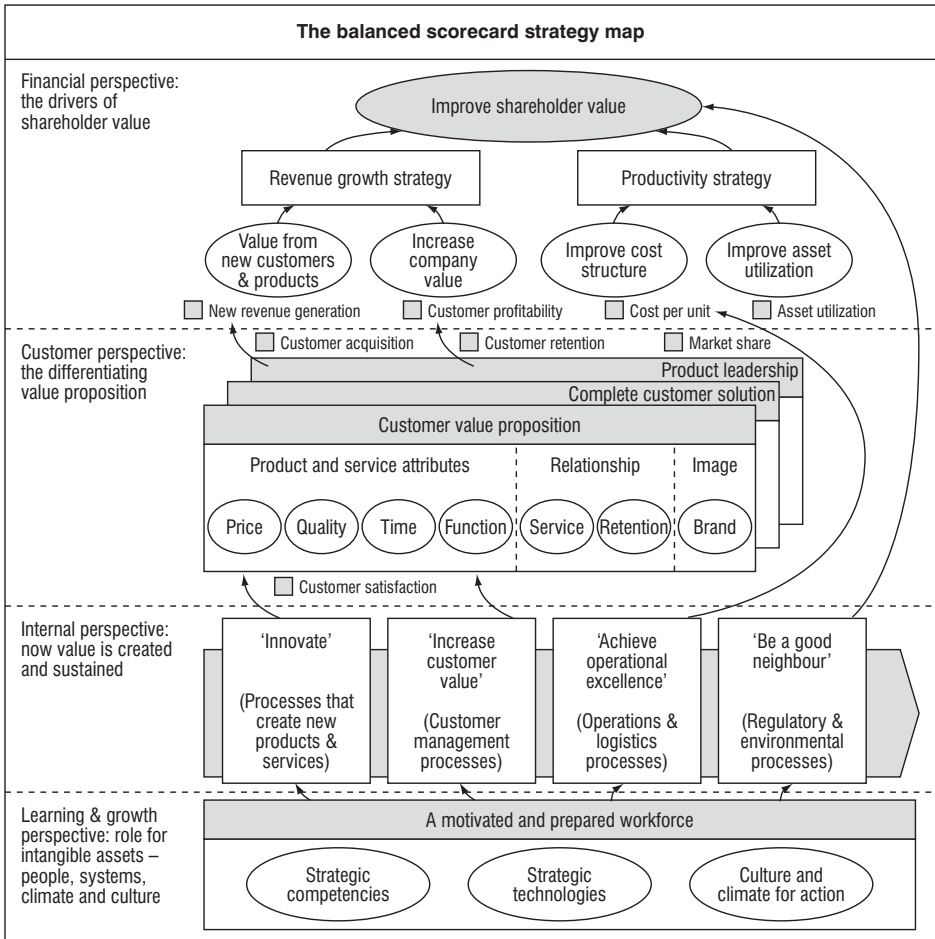 The balanced scorecard strategy map
Financial perspective:
the drivers of
shareholder value
Improve shareholder value
Revenue growth strategy
Productivity strategy
Value from
new customers
& products
Increase
company
value
Improve cost
structure
Improve asset
utilization
New revenue generation
Customer profitability
Cost per unit
Asset utilization
Customer perspective:
the differentiating
value proposition
Customer acquisition
Customer retention
Market share
Product leadership
Complete customer solution
Customer value proposition
Product and service attributes
Relationship
Image
Price
Quality
Time
Function
Service
Retention
Brand
Customer satisfaction
Internal perspective:
now value is created
and sustained
‘Innovate’
(Processes that
create new
products &
services)
‘Increase
customer
value’
(Customer
management
processes)
‘Achieve
operational
excellence’
(Operations &
logistics
processes)
‘Be a good
neighbour’
(Regulatory &
environmental
processes)
Learning & growth
perspective: role for
intangible assets –
people, systems,
climate and culture
A motivated and prepared workforce
Strategic
competencies
Strategic
technologies
Culture and
climate for action